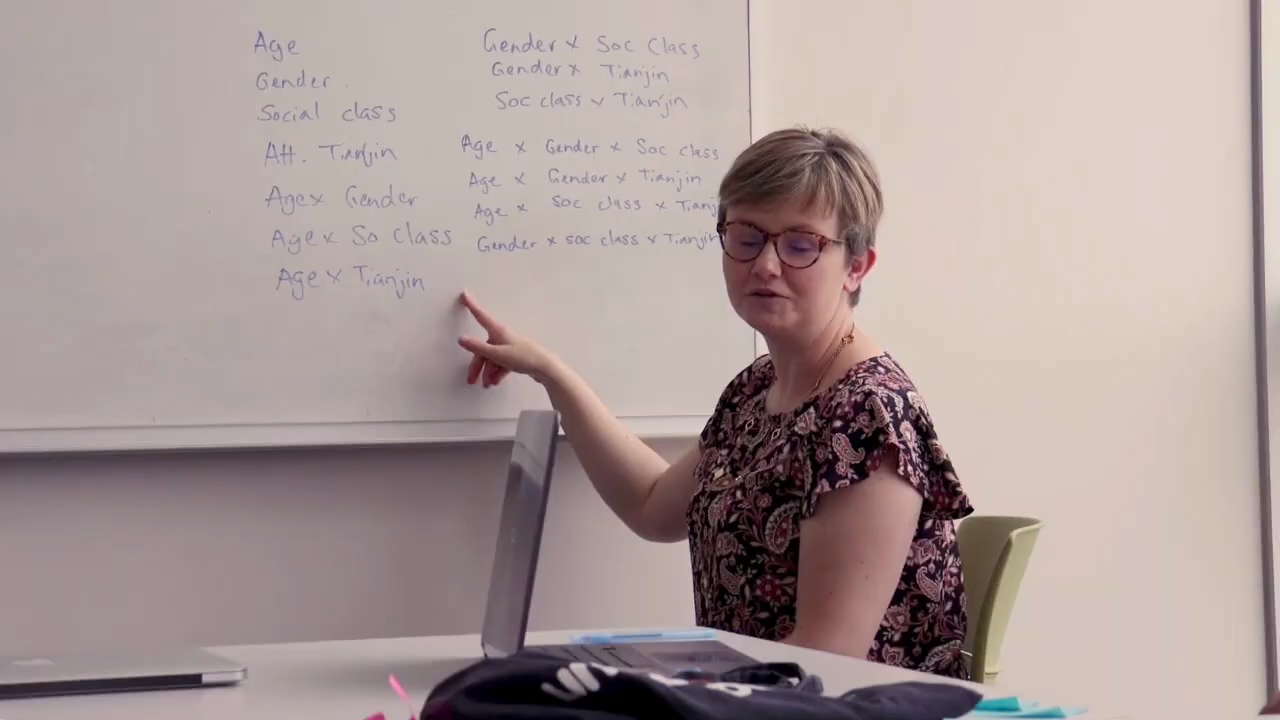 Age
Gender
Social class
Att. Tianjin
Age x Gender
Age x So Class
Age x Tianjin
Gender x Soc Class
Gender x Tianjin
Soc class x Tianjin
Age x Gender x Soc class
Age x Gender x Tianjin
Age x Soc class x Tianj
Gender x soc class x Tianjin